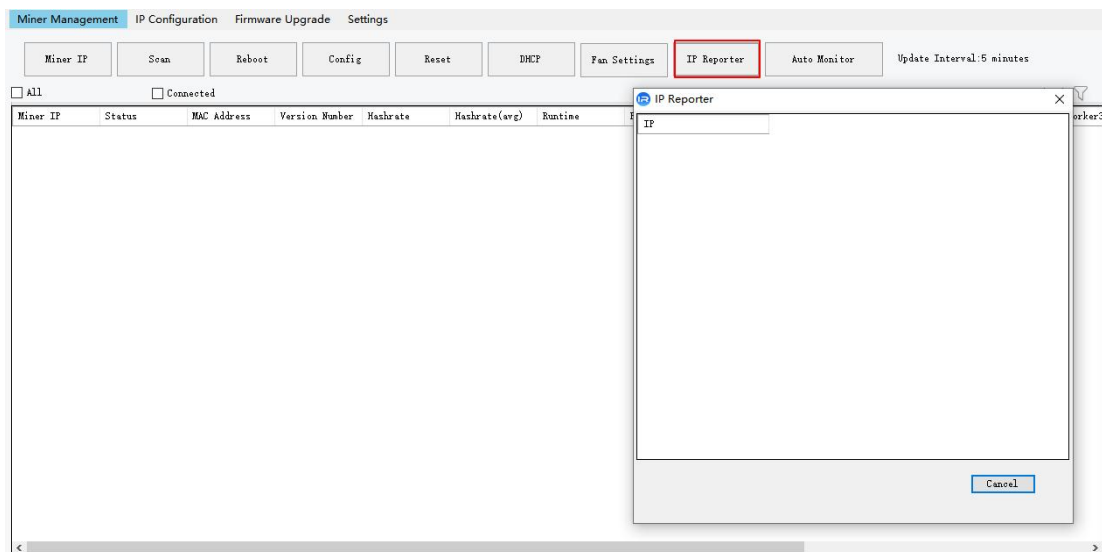 Miner Management IP Configuration Firmware Upgrade Settings
Miner IP Scan Reboot Config Reset DHCP Fan Settings IP Reporter Auto Monitor Update Interval:5 minutes
All Connected
IP Reporter
Miner IP Status MAC Address Version Number Hashrate Hashrate(avg) Runtime
IP
Cancel